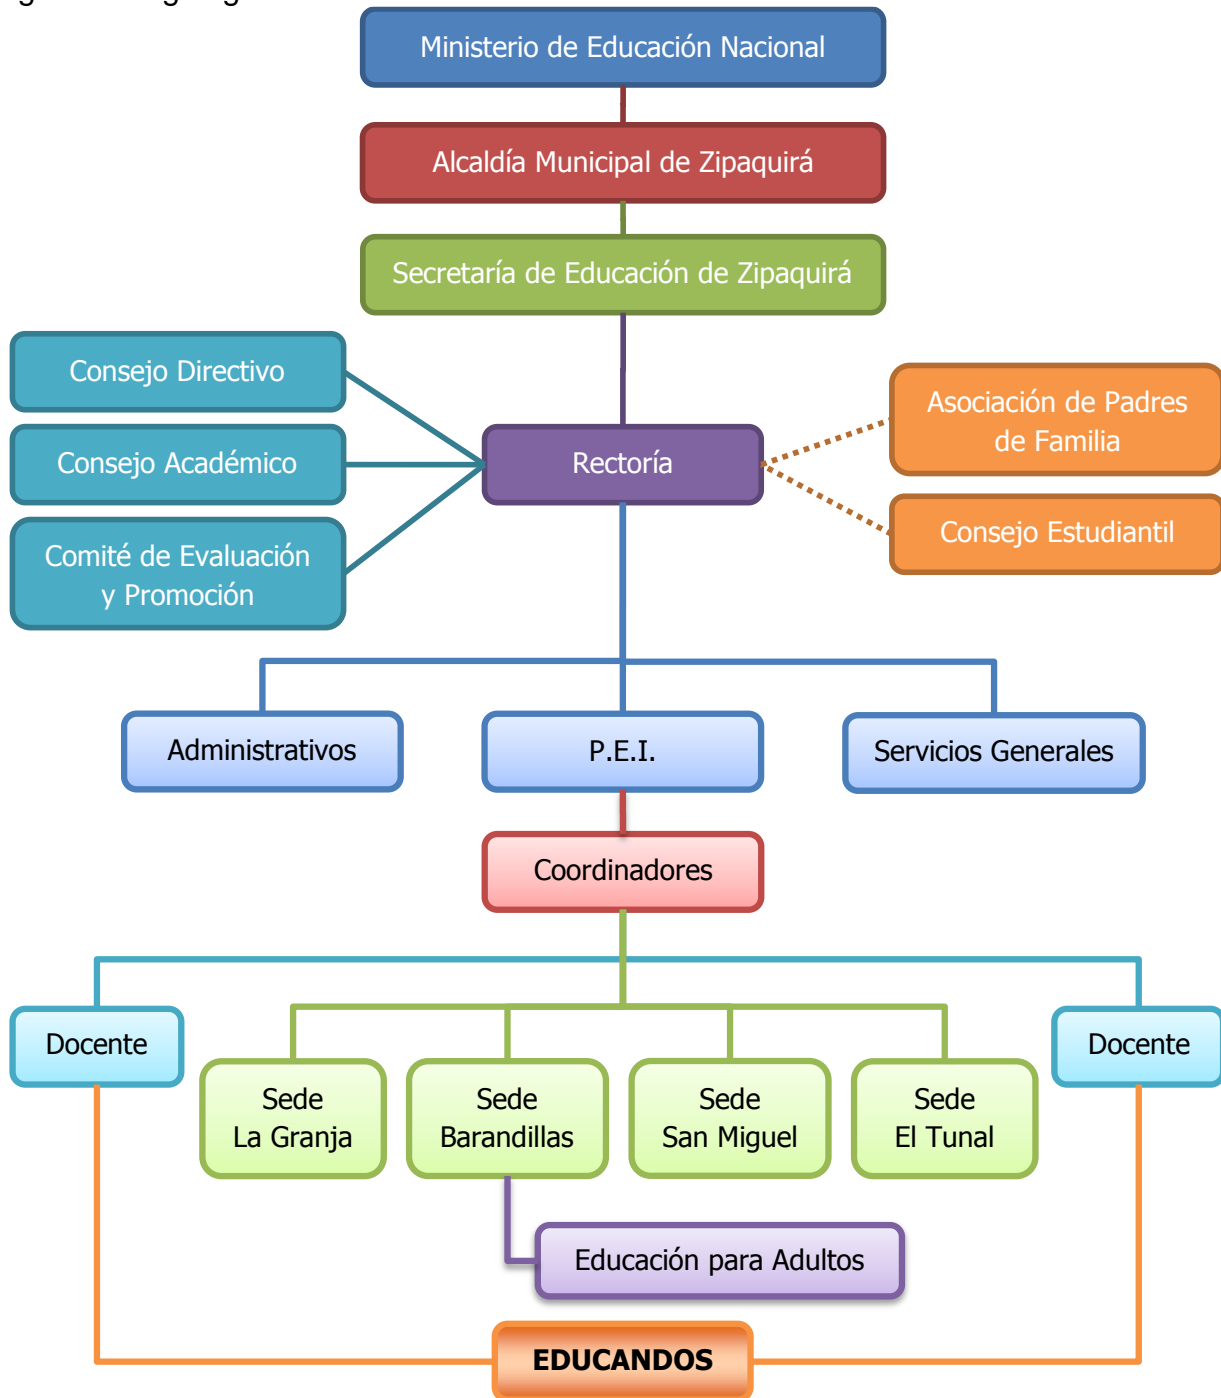 Ministerio de Educación Nacional
Alcaldía Municipal de Zipaquirá
Secretaría de Educación de Zipaquirá
Consejo Directivo
Consejo Académico
Comité de Evaluación
y Promoción
Rectoría
Asociación de Padres
de Familia
Consejo Estudiantil
Administrativos
P.E.I.
Servicios Generales
Coordinadores
Docente
Docente
Sede
La Granja
Sede
Barandillas
Sede
San Miguel
Sede
El Tunal
Educación para Adultos
EDUCANDOS